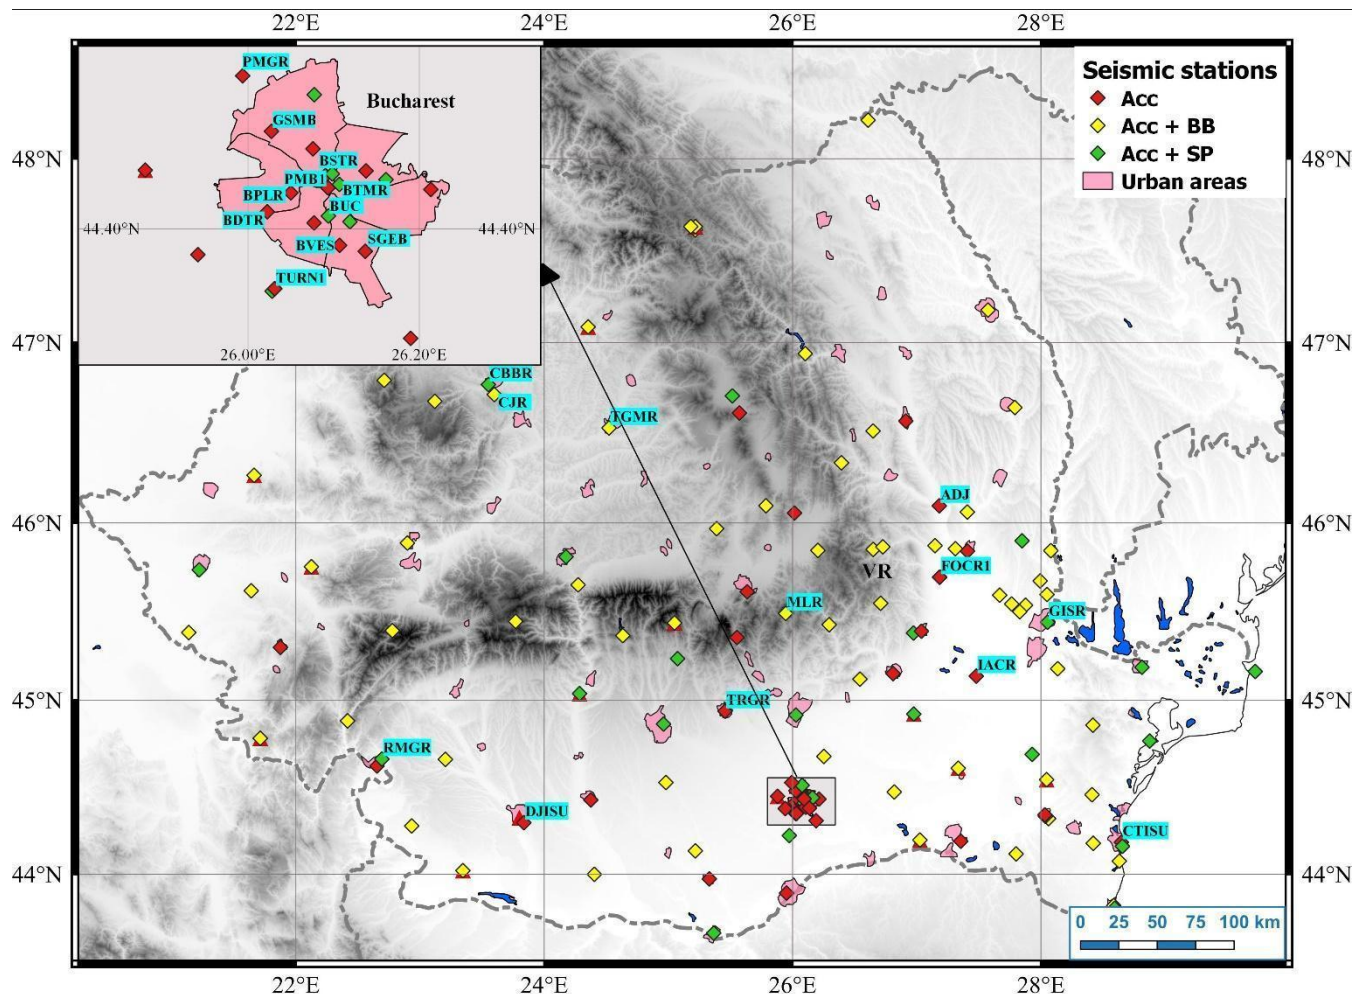 22°E 24°E 26°E 28°E
PMGR
Bucharest
GSMB
BSTR
PMB1
BTMR
BPLR
BUC
BDTR
44.40°N 44.40°N
BVES SGEB
TURN1
26.00°E 26.20°E
Seismic stations
Acc
Acc + BB
Acc + SP
Urban areas
48°N 48°N
47°N 47°N
CBBR
CJR
TGMR
ADJ
46°N 46°N
VR FOCR1
MLR GISR
IACR
45°N TRGR 45°N
RMGR
DJISU
CTISU
44°N 44°N
0 25 50 75 100 km
22°E 24°E 26°E 28°E